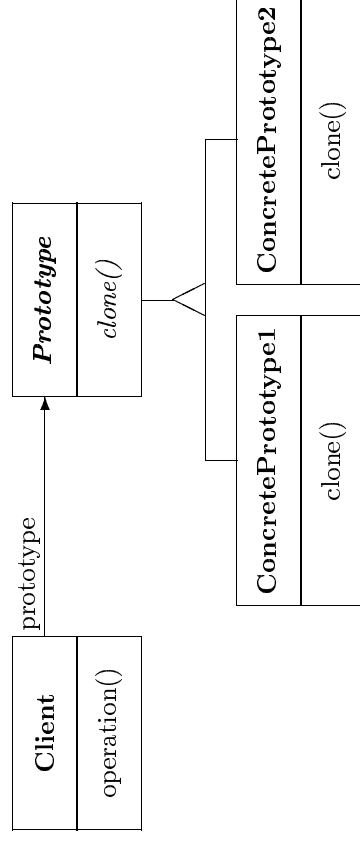 Client
operation()
prototype
Prototype
clone()
ConcretePrototype1
clone()
ConcretePrototype2
clone()